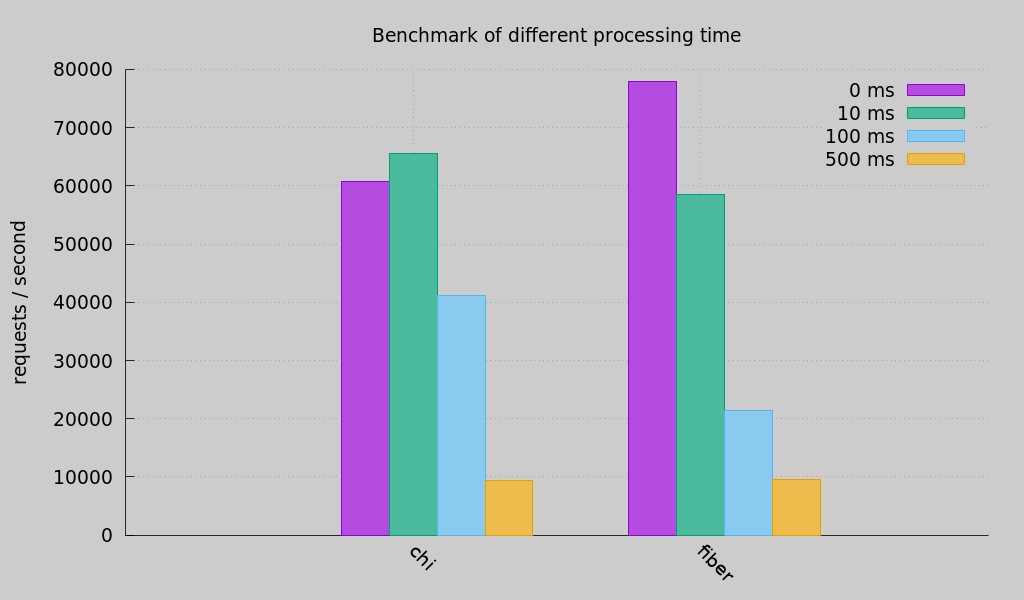 Benchmark of different processing time
80000
70000
60000
50000
40000
30000
20000
10000
0
requests / second
0 ms
10 ms
100 ms
500 ms
chi
fiber